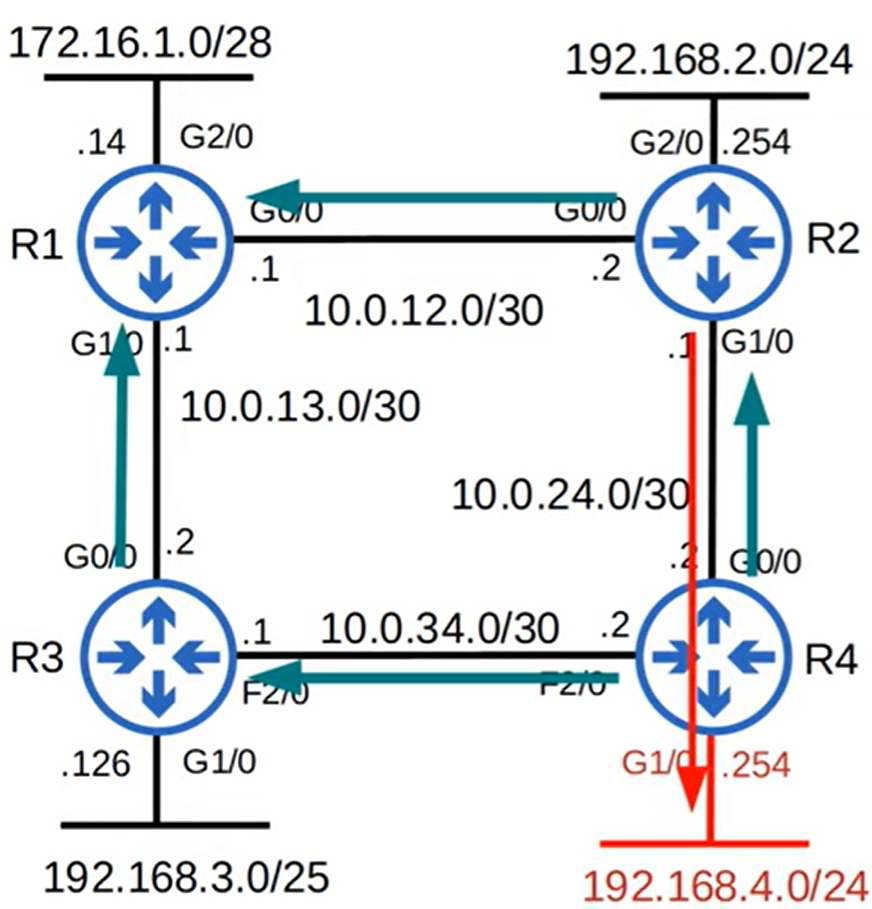 172.16.1.0/28
192.168.2.0/24
.14
G2/0
G2/0
.254
R1
G0/0
G0/0
R2
.1
.2
10.0.12.0/30
G1/0
.1
.1
G1/0
10.0.13.0/30
10.0.24.0/30
G0/0
.2
.2
G0/0
R3
.1
10.0.34.0/30
.2
R4
F2/0
F2/0
.126
G1/0
G1/0
.254
192.168.3.0/25
192.168.4.0/24